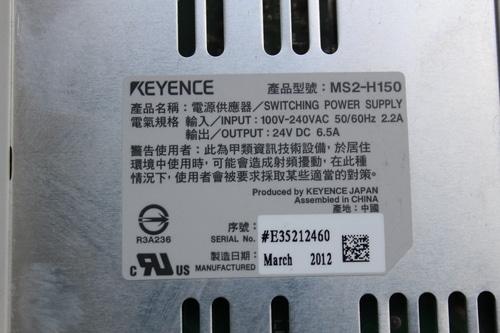 KEYENCE 產品型號：MS2-H150
產品名稱：電源供應器／SWITCHING POWER SUPPLY
電氣規格 輸入／INPUT：100V-240VAC 50/60Hz 2.2A
輸出／OUTPUT：24V DC 6.5A
警告使用者：此為甲類資訊技術設備，於居住
環境中使用時，可能會造成射頻擾動，在此種
情況下，使用者會被要求採取某些適當的對策。
Produced by KEYENCE JAPAN
Assembled in CHINA
產地：中國
R3A236
序號：
SERIAL No.
#E35212460
製造日期：
MANUFACTURED
March 2012
C UR US